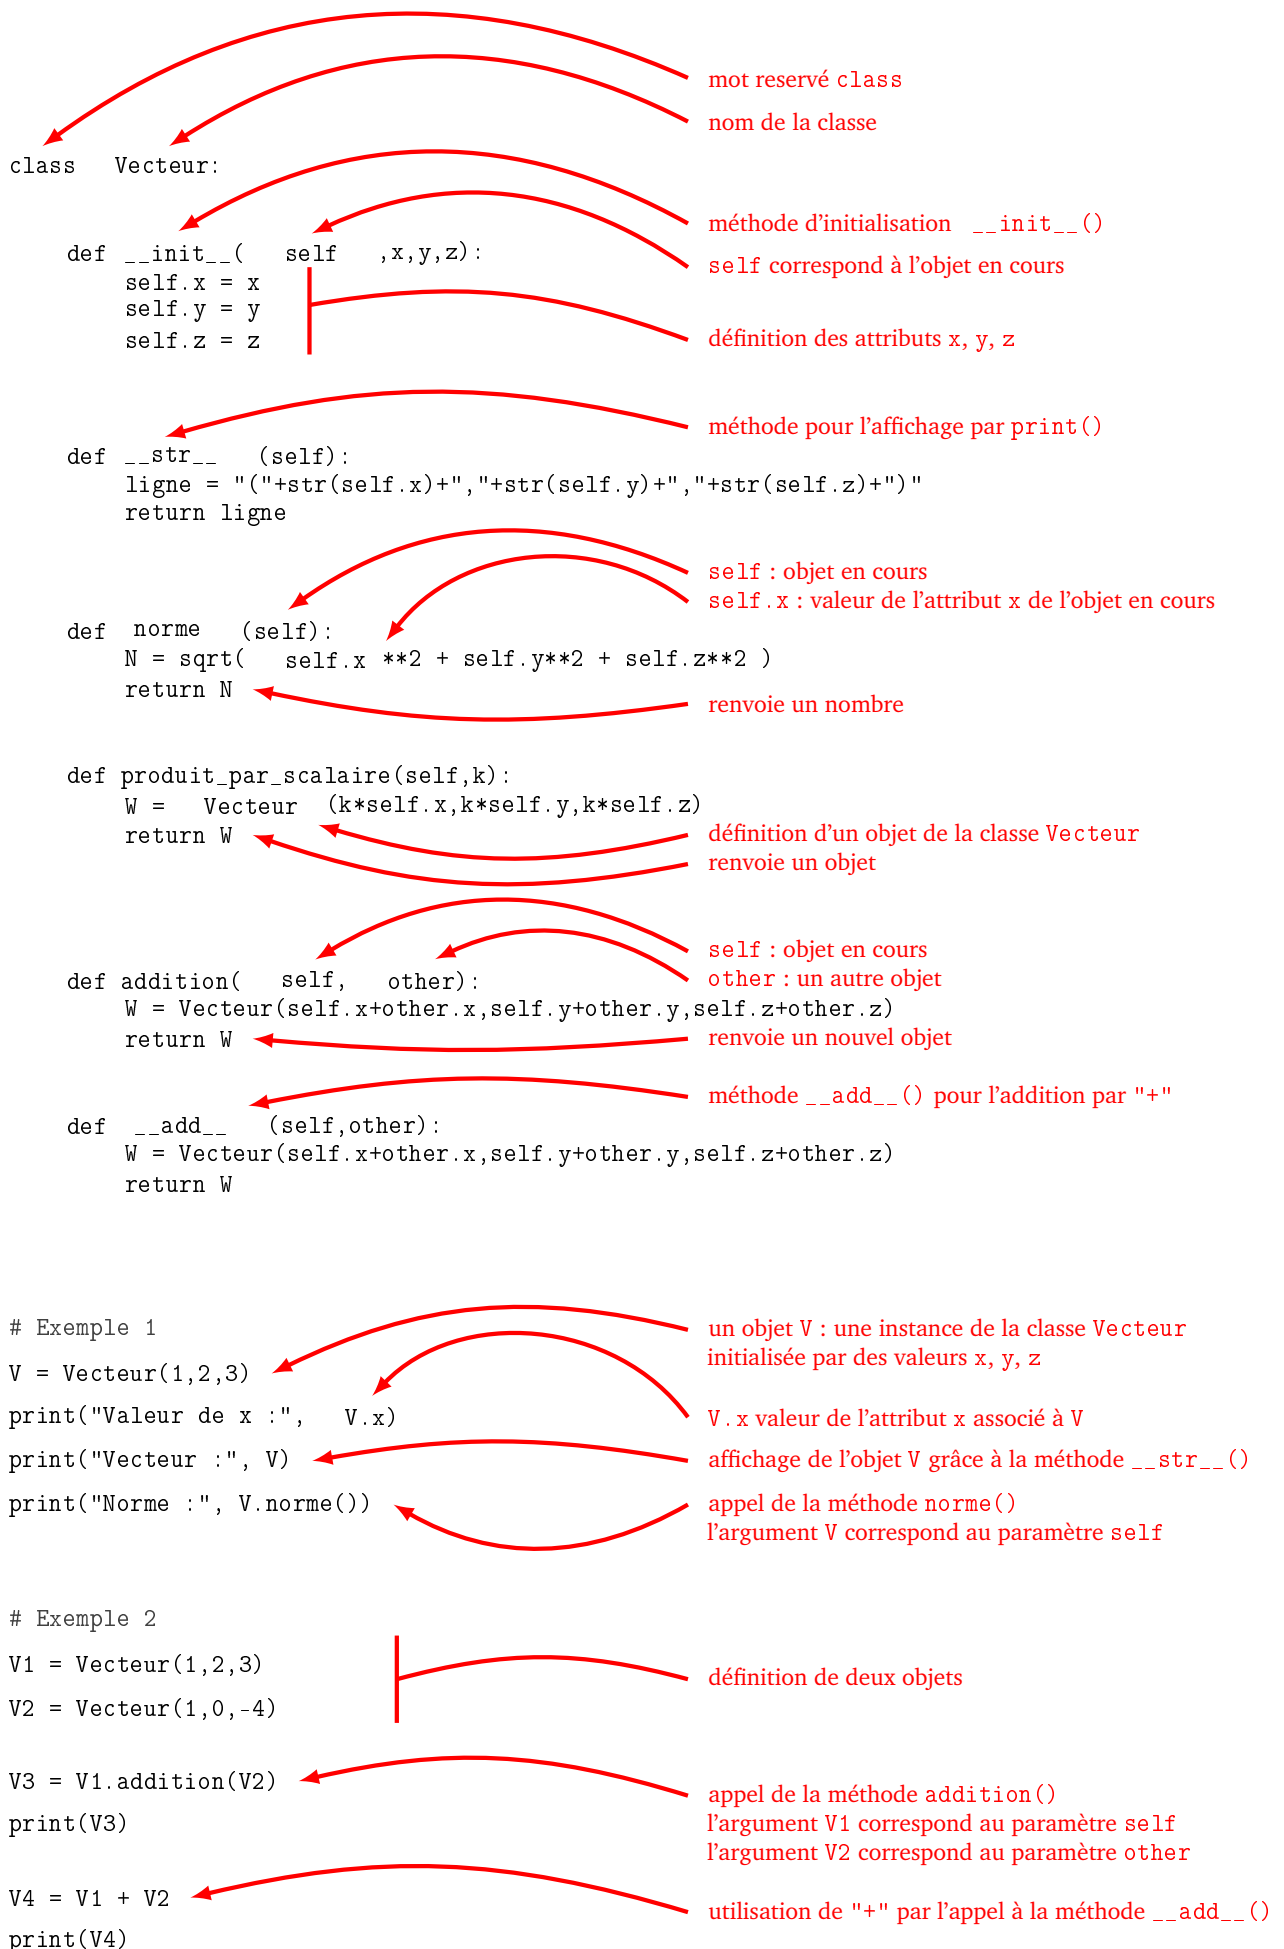 mot reservé class
nom de la classe
class Vecteur:
méthode d'initialisation __init__()
def __init__( self ,x,y,z):
self correspond à l'objet en cours
self.x = x
self.y = y
self.z = z
définition des attributs x, y, z
méthode pour l'affichage par print()
def __str__ (self):
ligne = "("+str(self.x)+","+str(self.y)+","+str(self.z)+")"
return ligne
self : objet en cours
self.x : valeur de l'attribut x de l'objet en cours
def norme (self):
N = sqrt( self.x **2 + self.y**2 + self.z**2 )
return N
renvoie un nombre
def produit_par_scalaire(self,k):
W = Vecteur (k*self.x,k*self.y,k*self.z)
return W
définition d'un objet de la classe Vecteur
renvoie un objet
self : objet en cours
other : un autre objet
def addition( self, other):
W = Vecteur(self.x+other.x,self.y+other.y,self.z+other.z)
return W
renvoie un nouvel objet
méthode __add__() pour l'addition par "+"
def __add__ (self,other):
W = Vecteur(self.x+other.x,self.y+other.y,self.z+other.z)
return W
# Exemple 1
un objet V : une instance de la classe Vecteur
initialisée par des valeurs x, y, z
V = Vecteur(1,2,3)
print("Valeur de x :", V.x)
V.x valeur de l'attribut x associé à V
print("Vecteur :", V)
affichage de l'objet V grâce à la méthode __str__()
print("Norme :", V.norme())
appel de la méthode norme()
l'argument V correspond au paramètre self
# Exemple 2
V1 = Vecteur(1,2,3)
définition de deux objets
V2 = Vecteur(1,0,-4)
V3 = V1.addition(V2)
appel de la méthode addition()
print(V3)
l'argument V1 correspond au paramètre self
l'argument V2 correspond au paramètre other
V4 = V1 + V2
utilisation de "+" par l'appel à la méthode __add__()
print(V4)